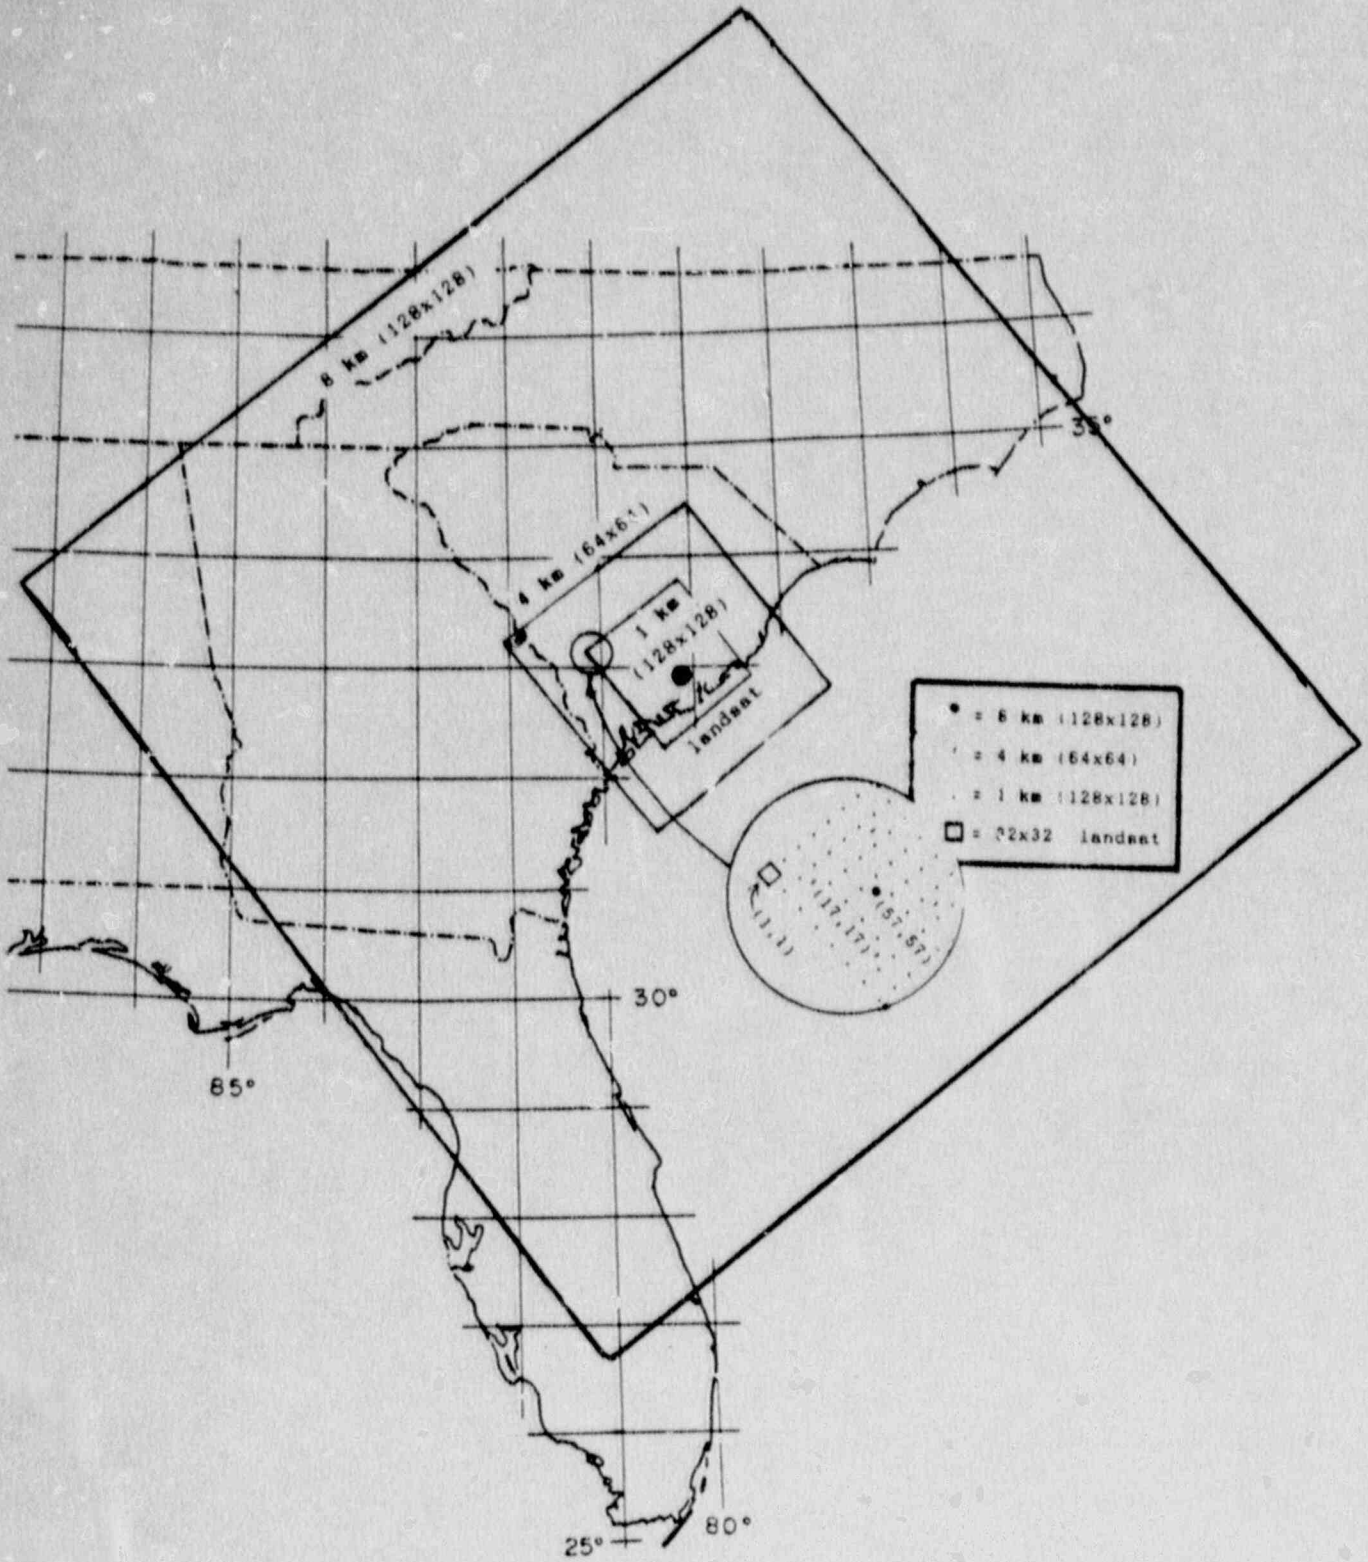 8 km (128x128)
35°
4 km (64x64)
1 km
(128x128)
landsat
• = 8 km (128x128)
' = 4 km (64x64)
. = 1 km (128x128)
□ = 32x32 landsat
(1,1)
(17,17)
(57,57)
30°
85°
80°
25°